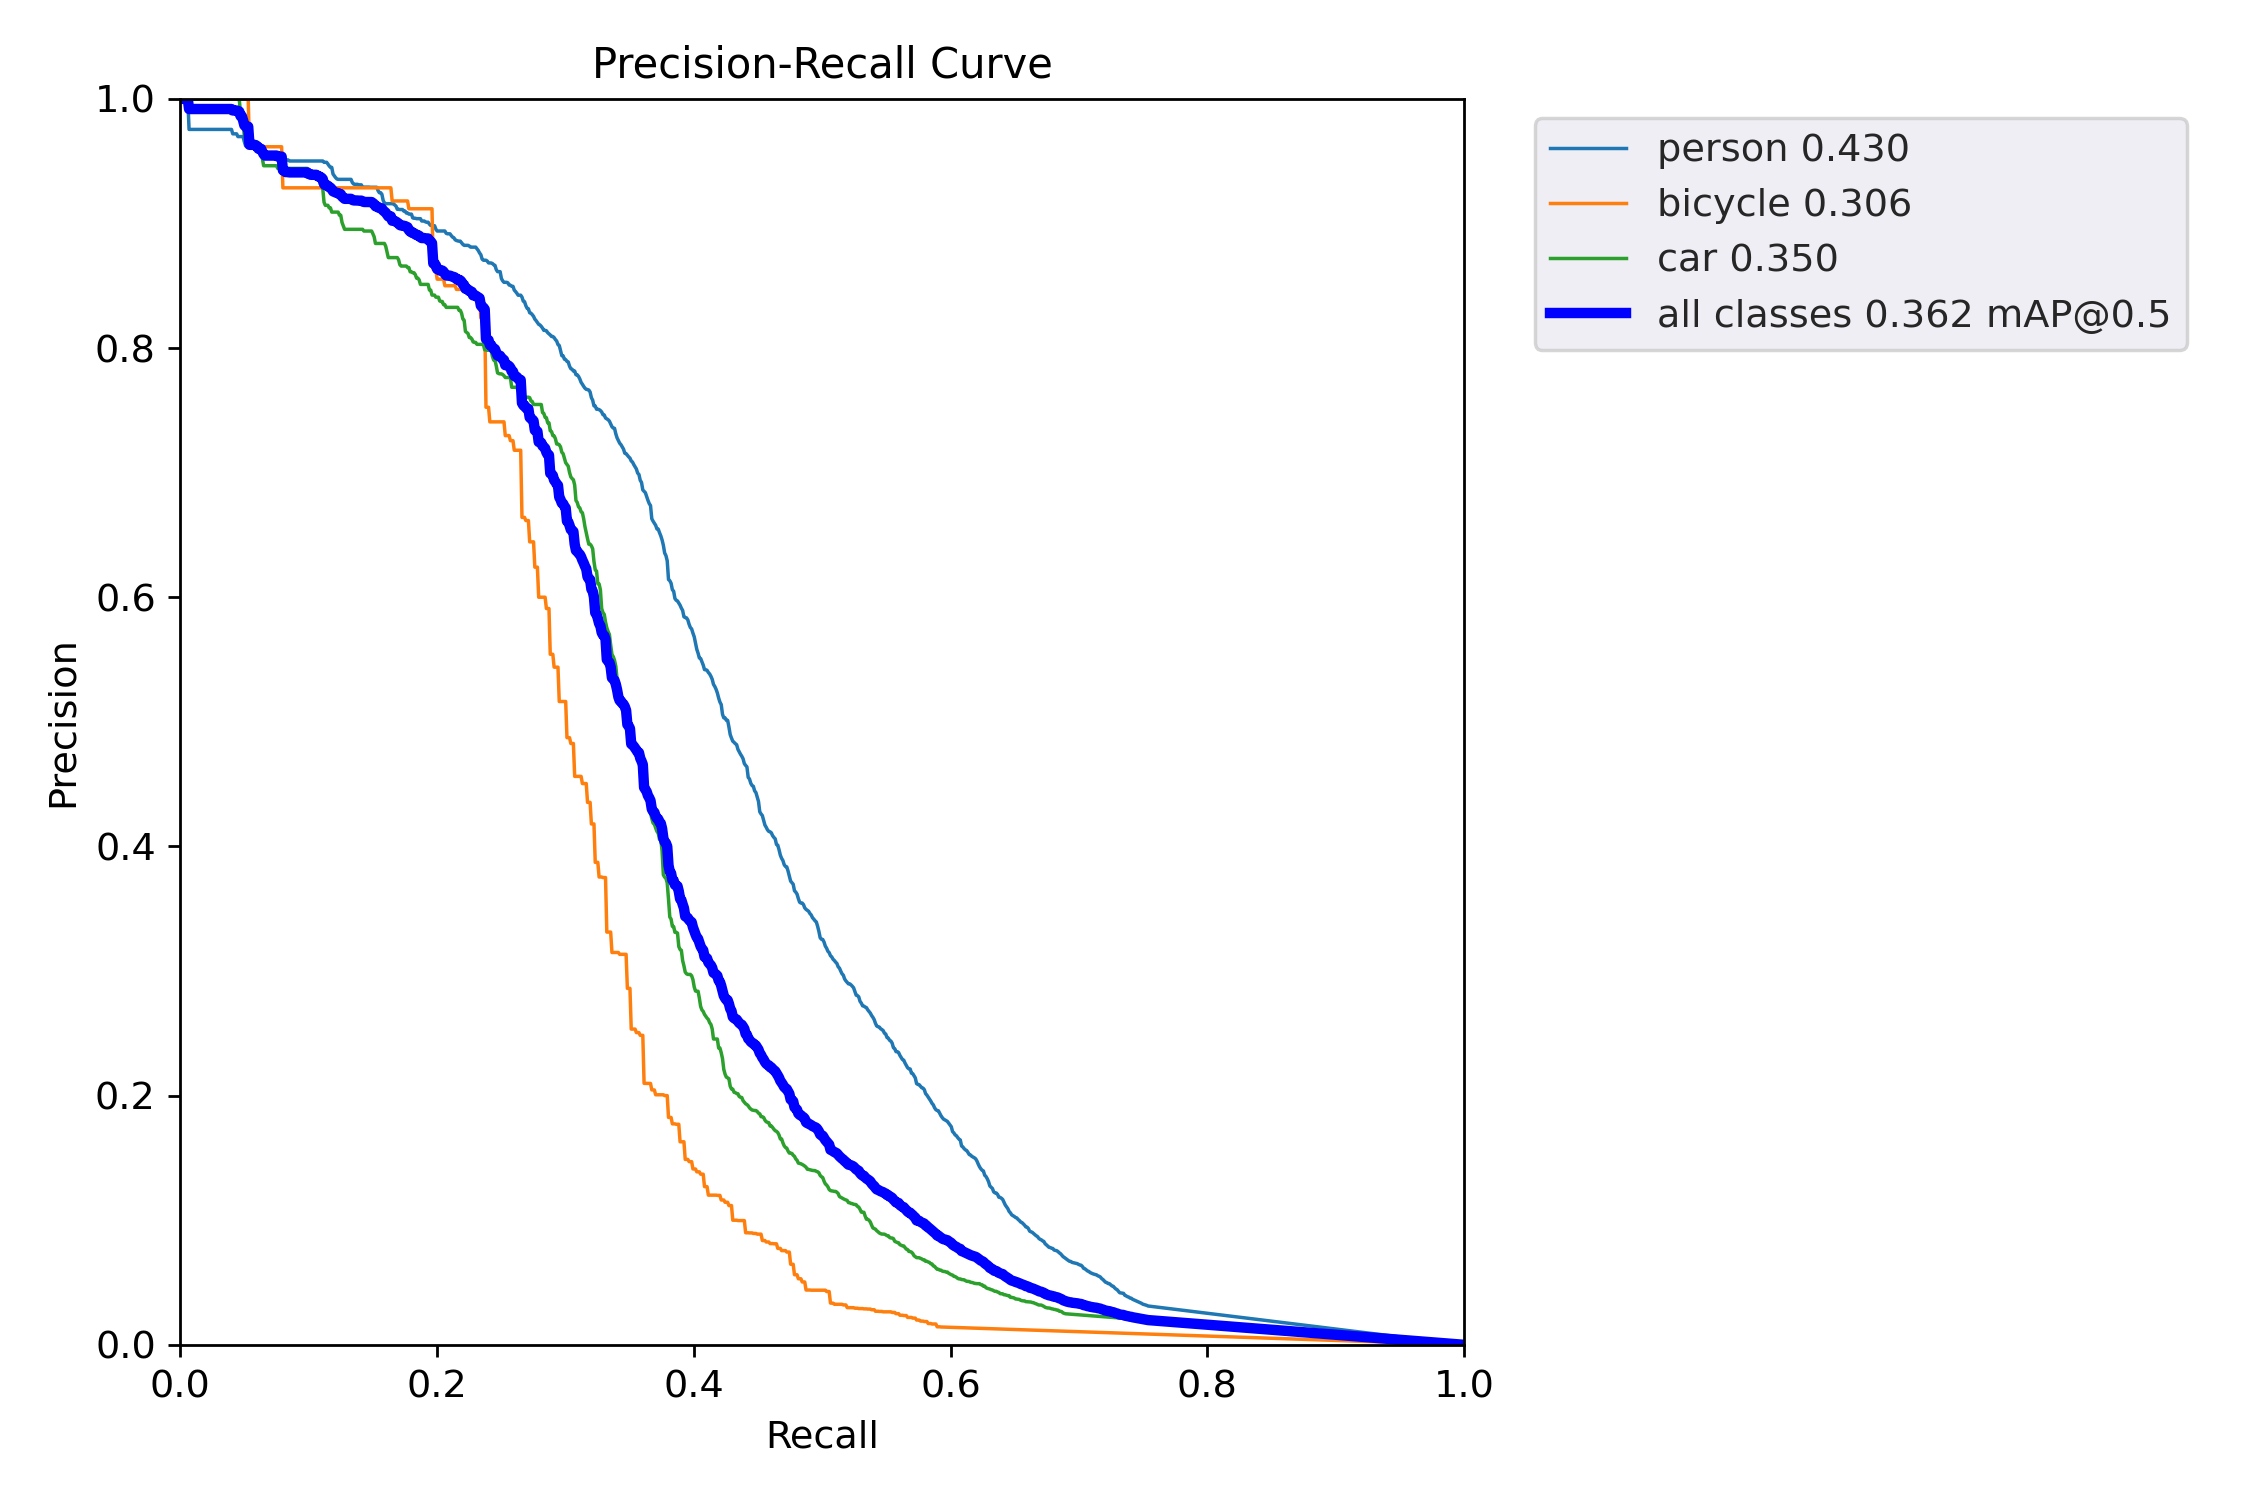 Precision-Recall Curve
person 0.430
bicycle 0.306
car 0.350
all classes 0.362 mAP@0.5
Precision
1.0
0.8
0.6
0.4
0.2
0.0
0.0 0.2 0.4 0.6 0.8 1.0
Recall